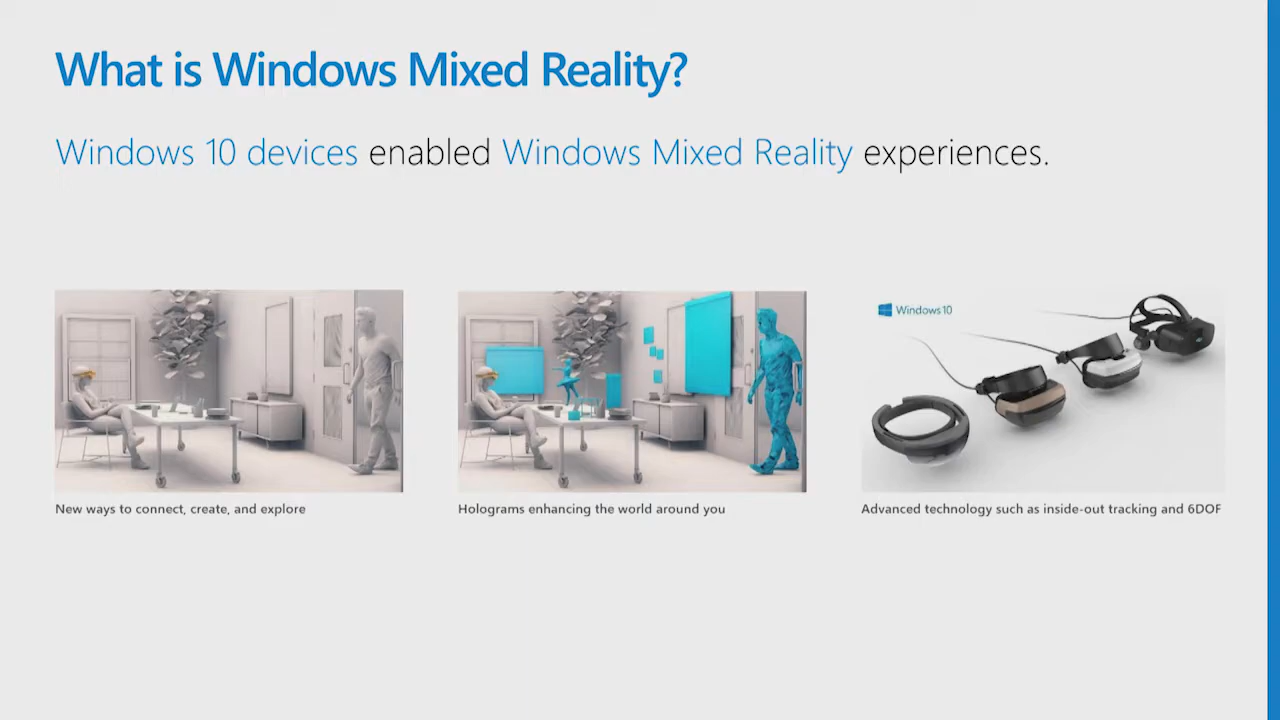 What is Windows Mixed Reality?
Windows 10 devices enabled Windows Mixed Reality experiences.
Windows 10
New ways to connect, create, and explore
Holograms enhancing the world around you
Advanced technology such as inside-out tracking and 6DOF